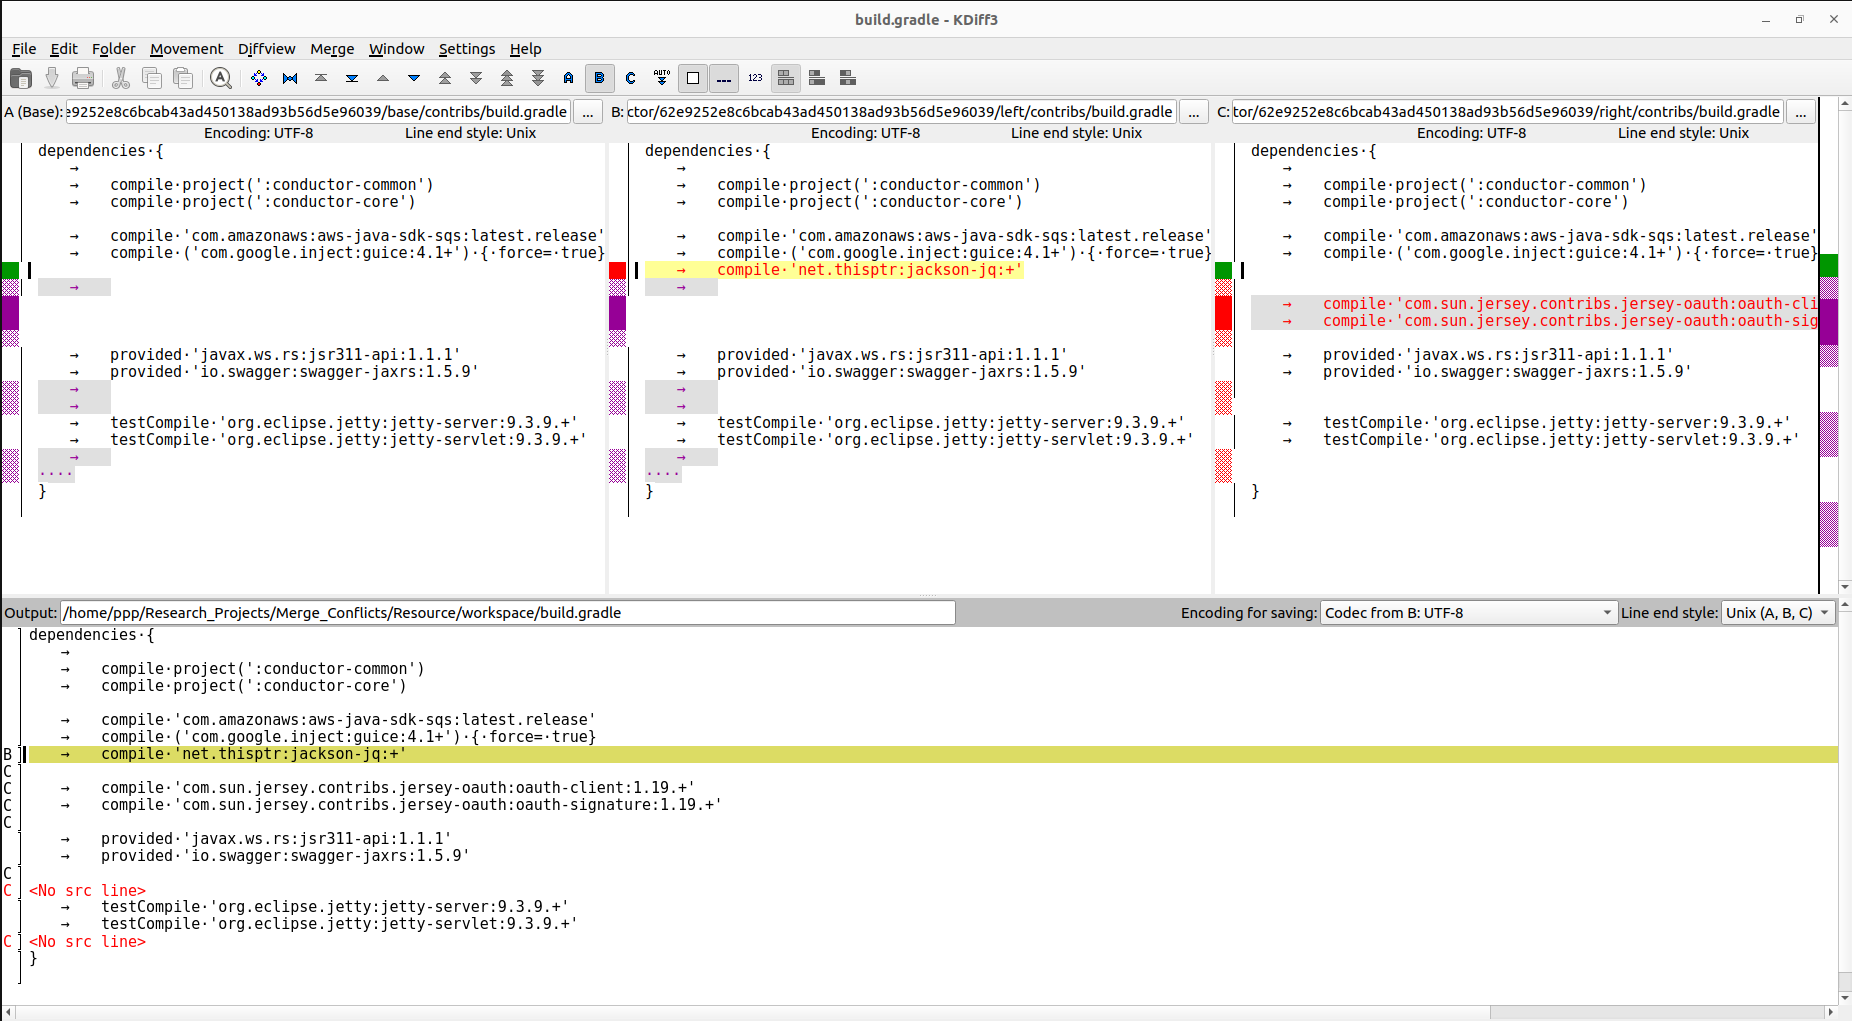 build.gradle - KDiff3
File Edit Folder Movement Diffview Merge Window Settings Help
A B C AUTO 123
A (Base): e9252e8c6bcab43ad450138ad93b56d5e96039/base/contribs/build.gradle ... B: ctor/62e9252e8c6bcab43ad450138ad93b56d5e96039/left/contribs/build.gradle ... C: tor/62e9252e8c6bcab43ad450138ad93b56d5e96039/right/contribs/build.gradle ...
Encoding: UTF-8 Line end style: Unix Encoding: UTF-8 Line end style: Unix Encoding: UTF-8 Line end style: Unix
dependencies·{
→
→ compile·project(':conductor-common')
→ compile·project(':conductor-core')
→ compile·'com.amazonaws:aws-java-sdk-sqs:latest.release'
→ compile·('com.google.inject:guice:4.1+')·{·force=·true}
→
→ provided·'javax.ws.rs:jsr311-api:1.1.1'
→ provided·'io.swagger:swagger-jaxrs:1.5.9'
→
→
→ testCompile·'org.eclipse.jetty:jetty-server:9.3.9.+'
→ testCompile·'org.eclipse.jetty:jetty-servlet:9.3.9.+'
→
····
}
dependencies·{
→
→ compile·project(':conductor-common')
→ compile·project(':conductor-core')
→ compile·'com.amazonaws:aws-java-sdk-sqs:latest.release'
→ compile·('com.google.inject:guice:4.1+')·{·force=·true}
→ compile·'net.thisptr:jackson-jq:+'
→
→ provided·'javax.ws.rs:jsr311-api:1.1.1'
→ provided·'io.swagger:swagger-jaxrs:1.5.9'
→
→
→ testCompile·'org.eclipse.jetty:jetty-server:9.3.9.+'
→ testCompile·'org.eclipse.jetty:jetty-servlet:9.3.9.+'
→
····
}
dependencies·{
→
→ compile·project(':conductor-common')
→ compile·project(':conductor-core')
→ compile·'com.amazonaws:aws-java-sdk-sqs:latest.release'
→ compile·('com.google.inject:guice:4.1+')·{·force=·true}
→ compile·'com.sun.jersey.contribs.jersey-oauth:oauth-cli
→ compile·'com.sun.jersey.contribs.jersey-oauth:oauth-sig
→ provided·'javax.ws.rs:jsr311-api:1.1.1'
→ provided·'io.swagger:swagger-jaxrs:1.5.9'
→ testCompile·'org.eclipse.jetty:jetty-server:9.3.9.+'
→ testCompile·'org.eclipse.jetty:jetty-servlet:9.3.9.+'
}
Output: /home/ppp/Research_Projects/Merge_Conflicts/Resource/workspace/build.gradle Encoding for saving: Codec from B: UTF-8 Line end style: Unix (A, B, C)
dependencies·{
→
→ compile·project(':conductor-common')
→ compile·project(':conductor-core')
→ compile·'com.amazonaws:aws-java-sdk-sqs:latest.release'
→ compile·('com.google.inject:guice:4.1+')·{·force=·true}
B → compile·'net.thisptr:jackson-jq:+'
C
C → compile·'com.sun.jersey.contribs.jersey-oauth:oauth-client:1.19.+'
C → compile·'com.sun.jersey.contribs.jersey-oauth:oauth-signature:1.19.+'
C
→ provided·'javax.ws.rs:jsr311-api:1.1.1'
→ provided·'io.swagger:swagger-jaxrs:1.5.9'
C
C <No src line>
→ testCompile·'org.eclipse.jetty:jetty-server:9.3.9.+'
→ testCompile·'org.eclipse.jetty:jetty-servlet:9.3.9.+'
C <No src line>
}